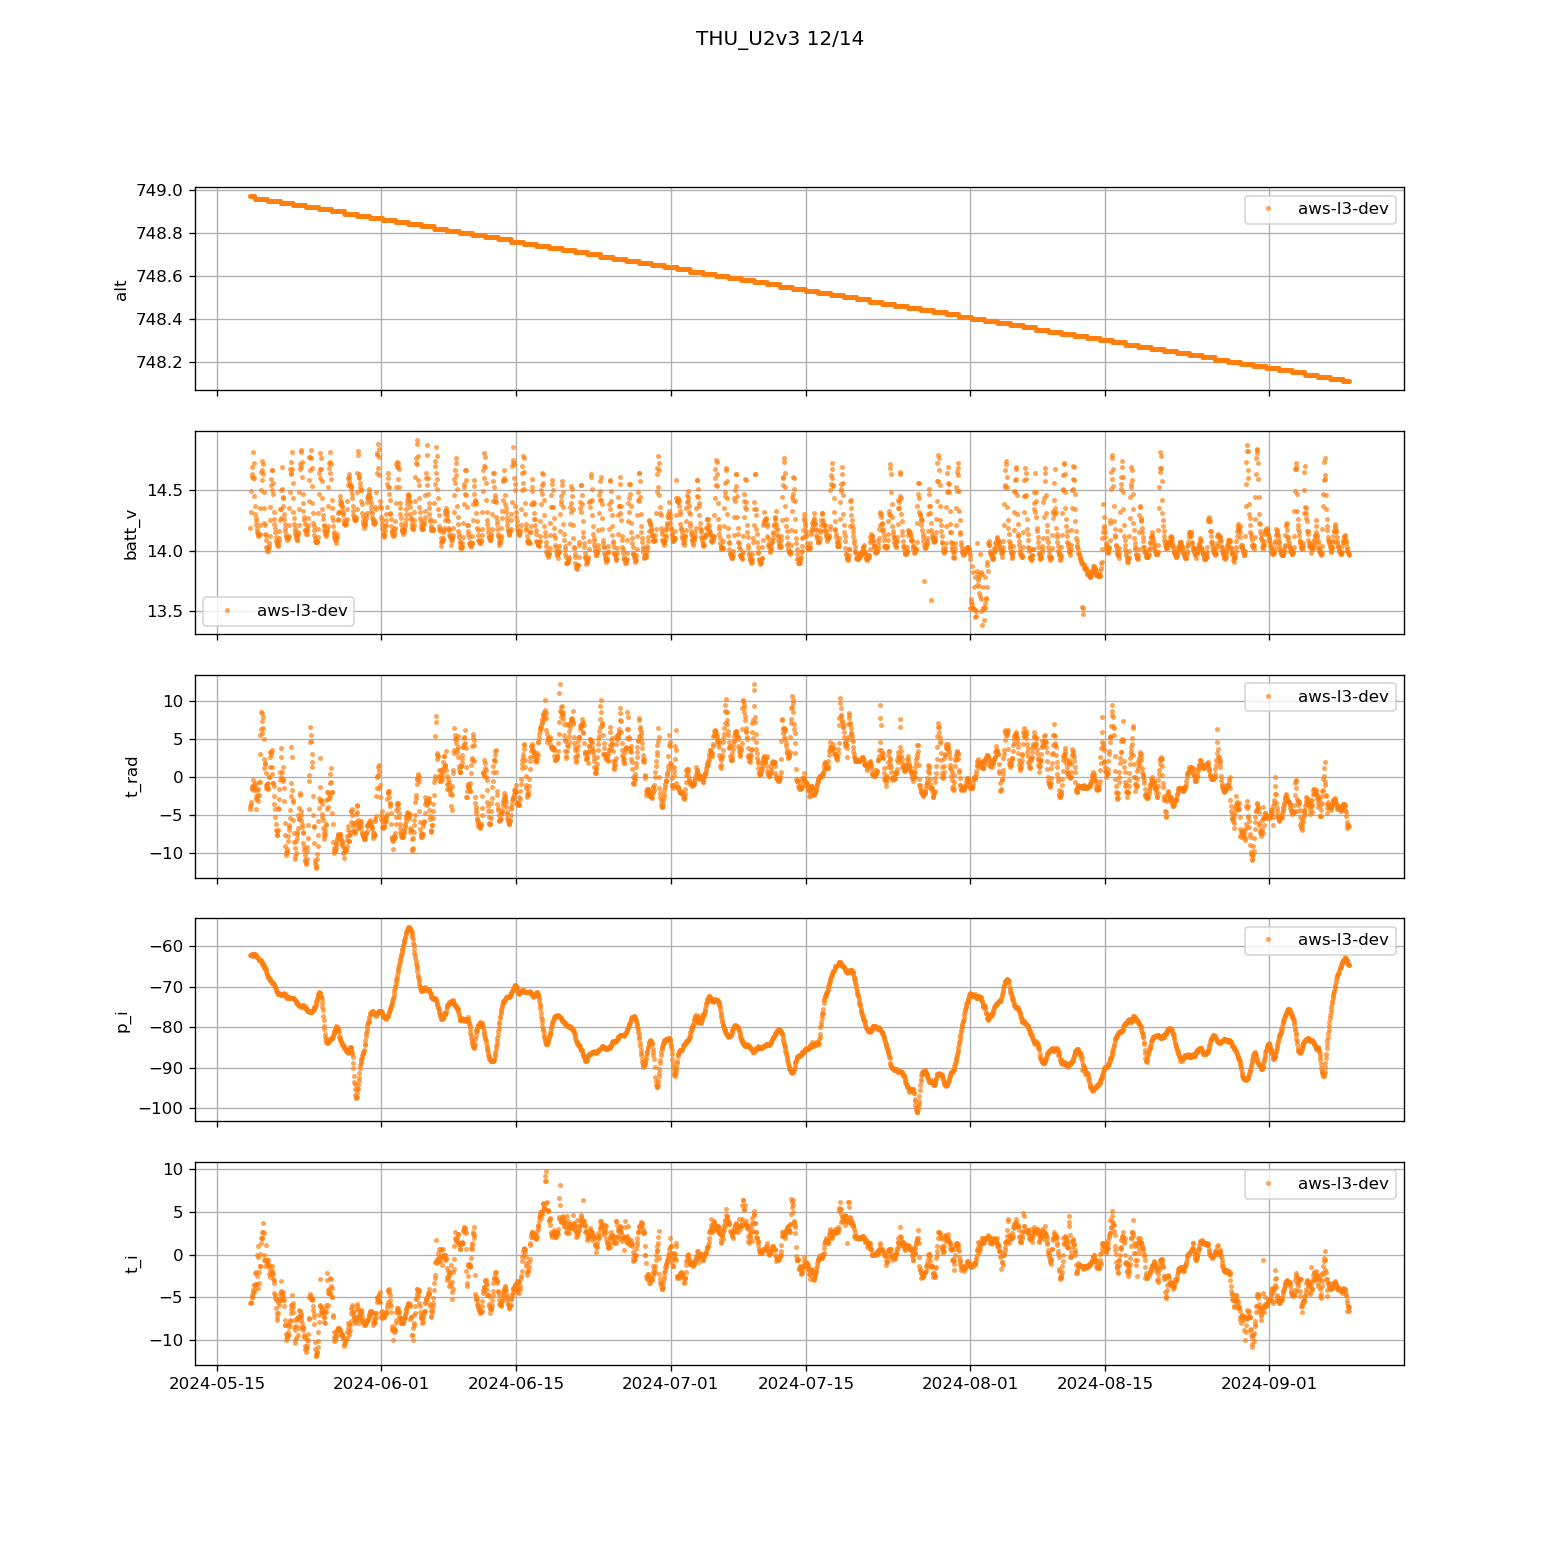 THU_U2v3 12/14
749.0
748.8
748.6
748.4
748.2
alt
aws-l3-dev
14.5
14.0
13.5
batt_v
aws-l3-dev
10
5
0
−5
−10
t_rad
aws-l3-dev
−60
−70
−80
−90
−100
p_i
aws-l3-dev
10
5
0
−5
−10
t_i
aws-l3-dev
2024-05-15 2024-06-01 2024-06-15 2024-07-01 2024-07-15 2024-08-01 2024-08-15 2024-09-01